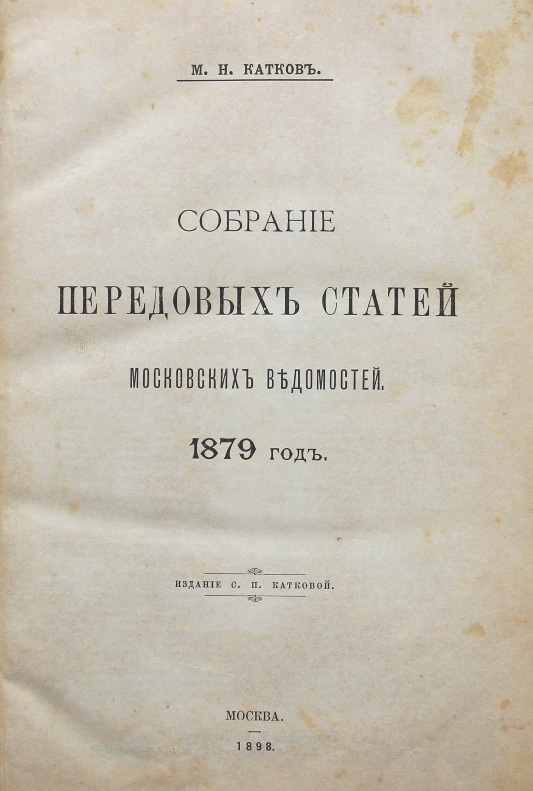 М. Н. КАТКОВЪ.
СОБРАНІЕ
ПЕРЕДОВЫХЪ СТАТЕЙ
МОСКОВСКИХЪ ВѢДОМОСТЕЙ.
1879 годъ.
ИЗДАНІЕ С. П. КАТКОВОЙ.
МОСКВА.
1898.